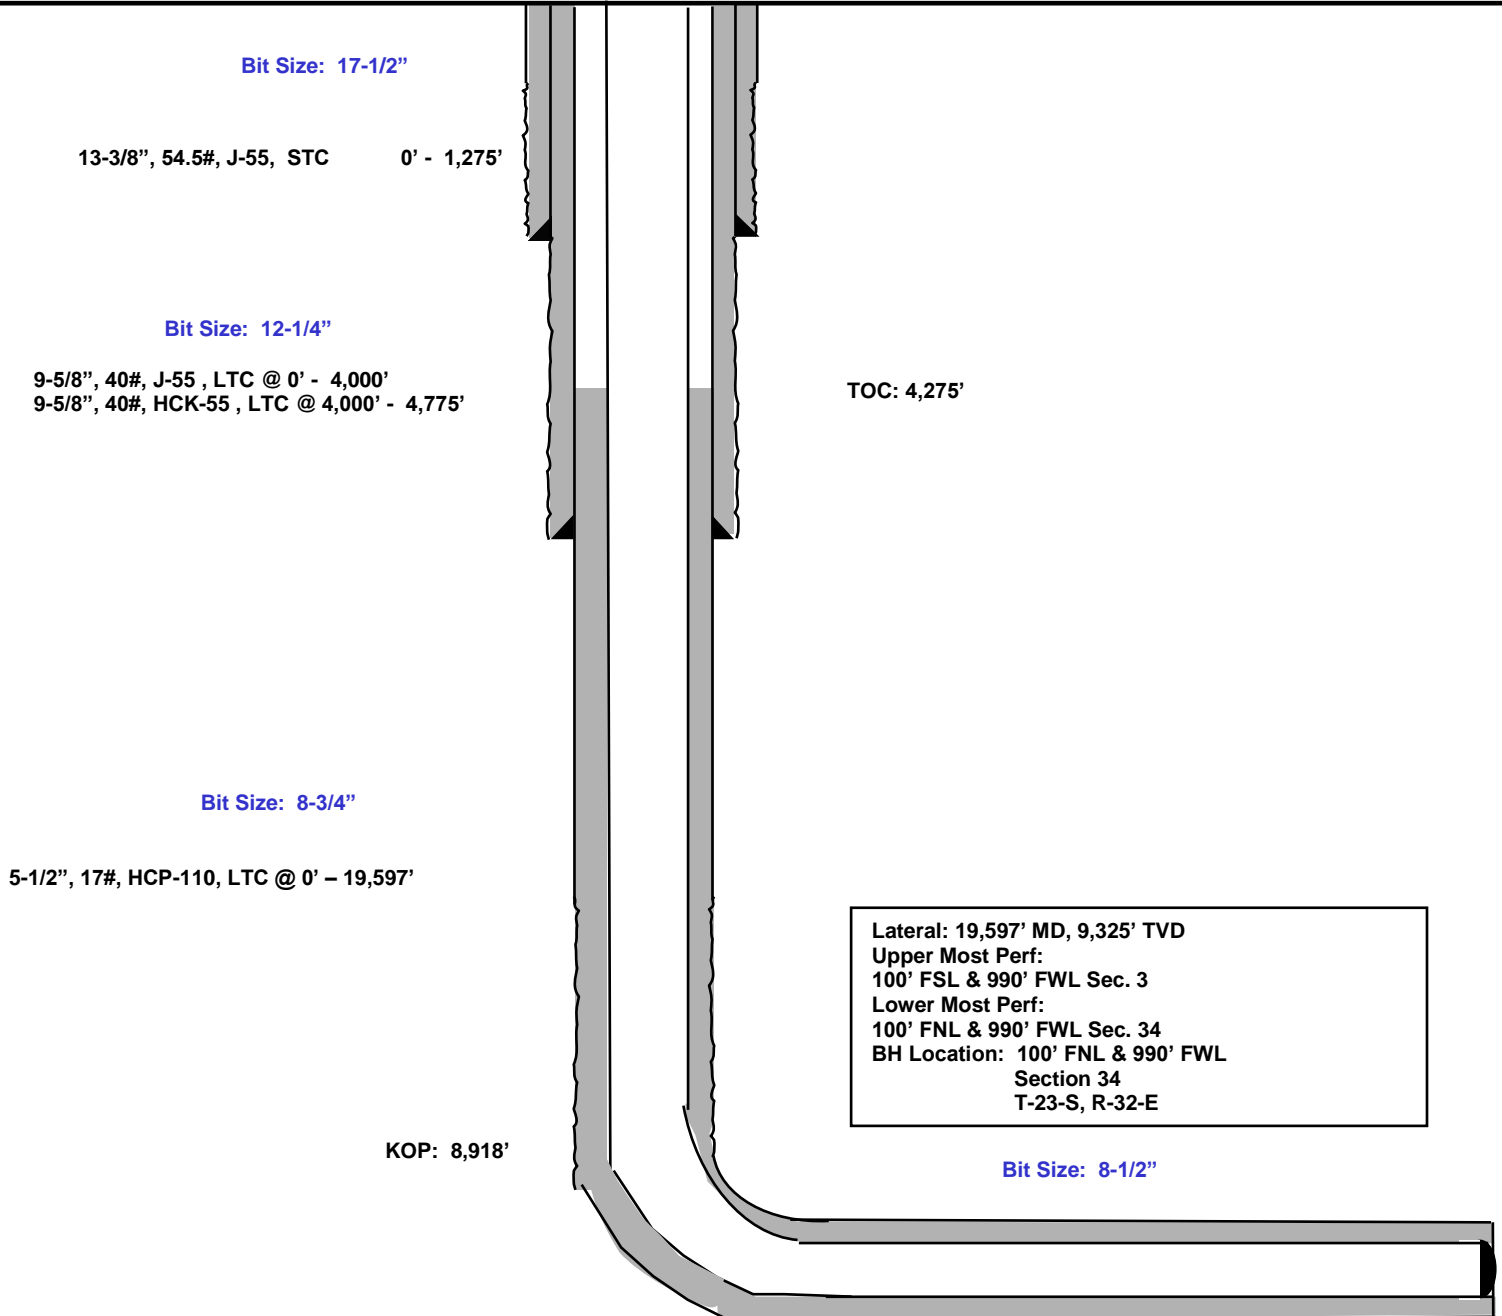 Bit Size: 17-1/2”
13-3/8”, 54.5#, J-55, STC 0’ - 1,275’
Bit Size: 12-1/4”
9-5/8”, 40#, J-55 , LTC @ 0’ - 4,000’
9-5/8”, 40#, HCK-55 , LTC @ 4,000’ - 4,775’
TOC: 4,275’
Bit Size: 8-3/4”
5-1/2”, 17#, HCP-110, LTC @ 0’ – 19,597’
Lateral: 19,597’ MD, 9,325’ TVD
Upper Most Perf:
100’ FSL & 990’ FWL Sec. 3
Lower Most Perf:
100’ FNL & 990’ FWL Sec. 34
BH Location: 100’ FNL & 990’ FWL
Section 34
T-23-S, R-32-E
KOP: 8,918’
Bit Size: 8-1/2”